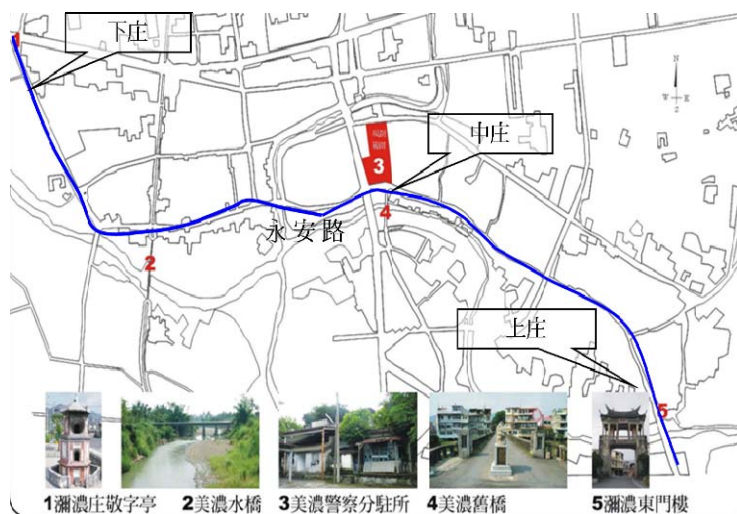 下庄
1
N
W E
S
中庄
3
4
永安路
2
上庄
5
1瀰濃庄敬字亭
2美濃水橋
3美濃警察分駐所
4美濃舊橋
5瀰濃東門樓